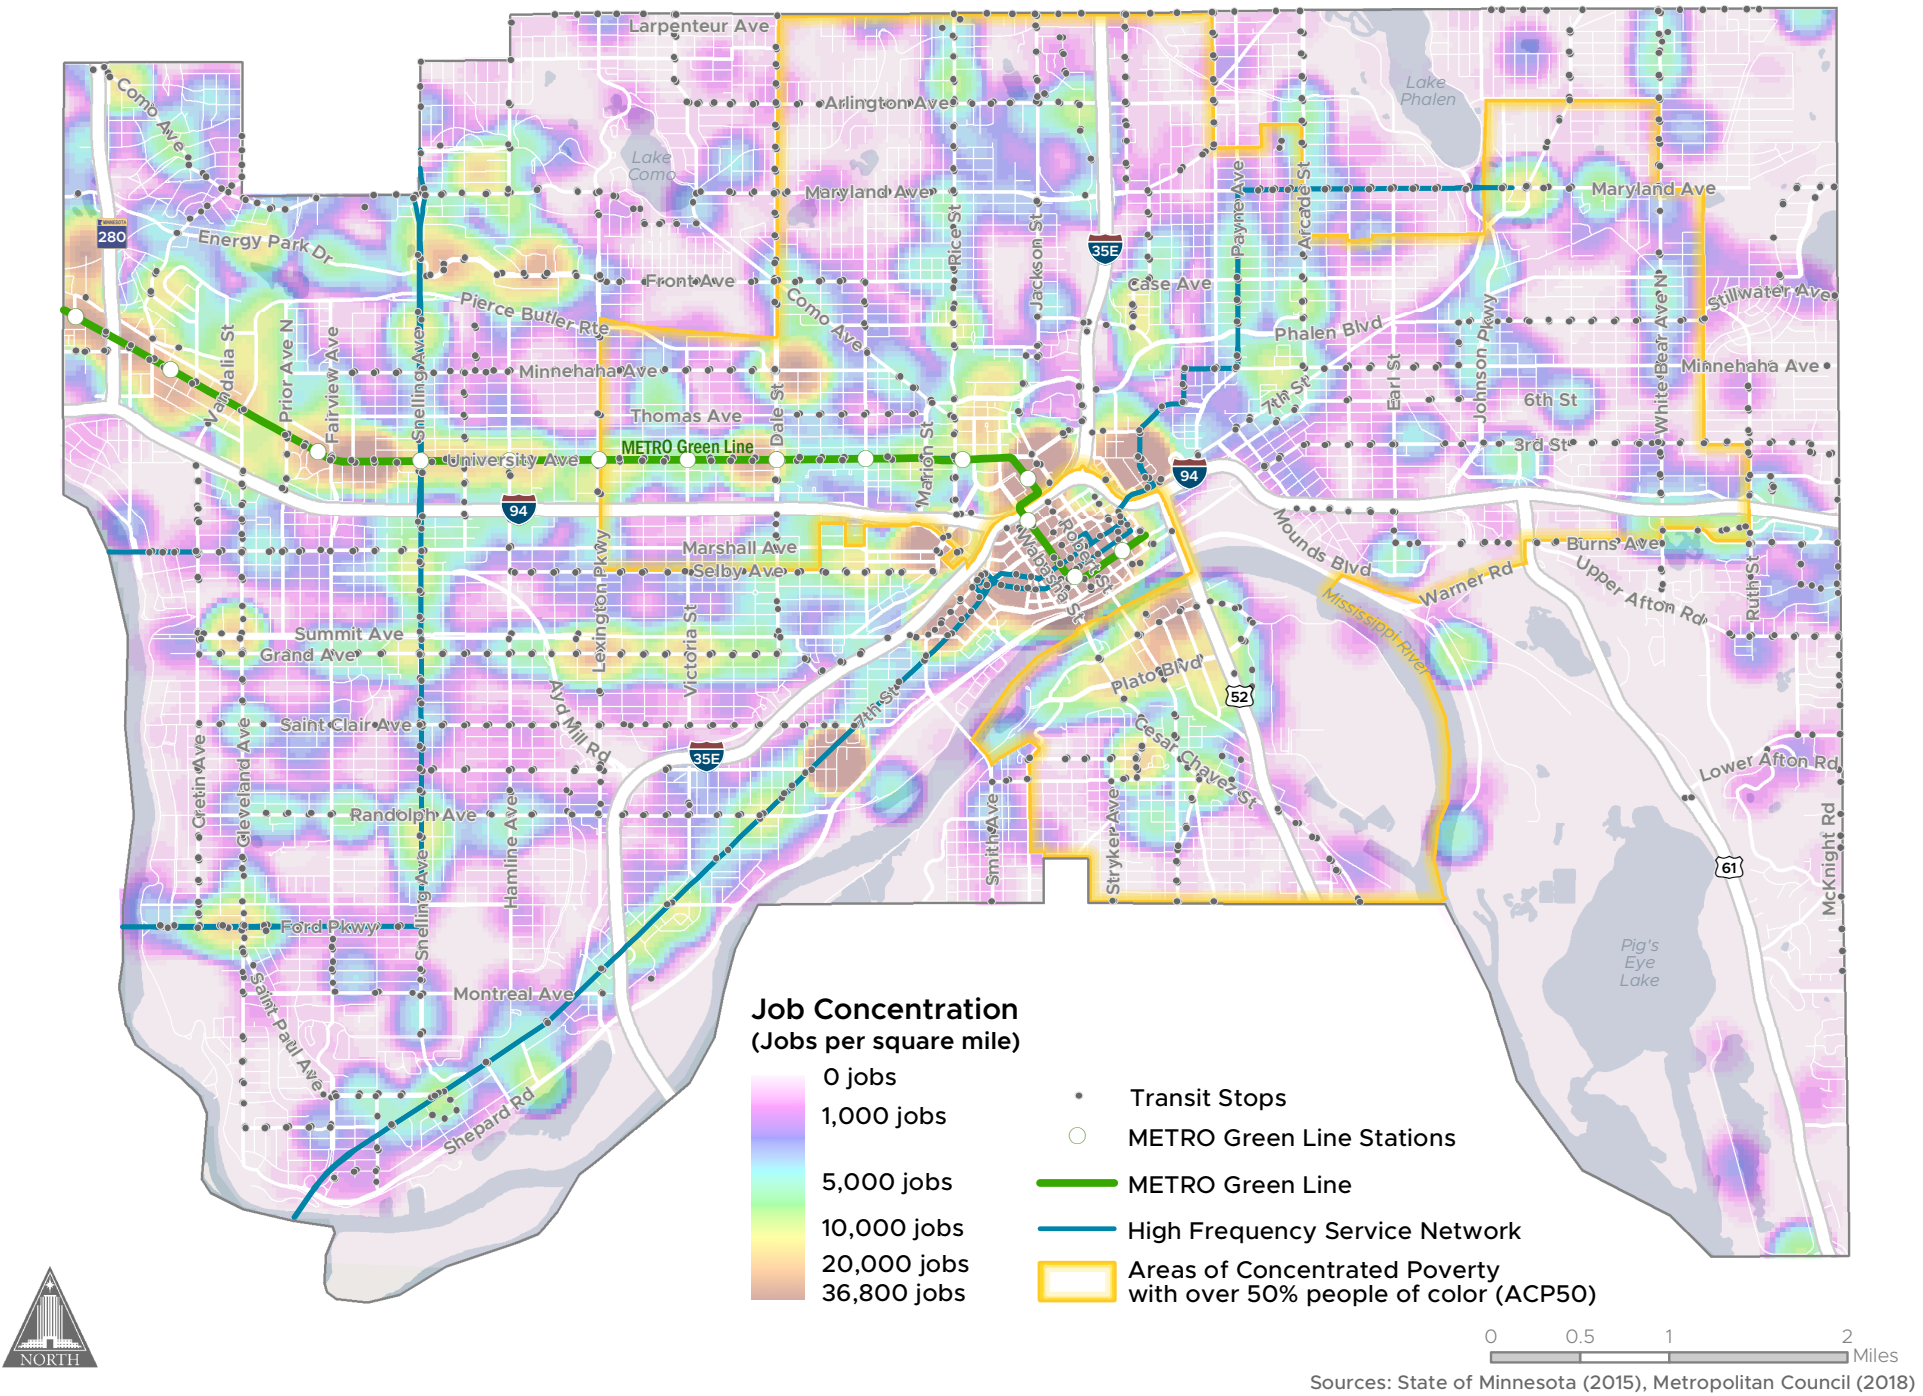 Larpenteur Ave
Como Ave
Arlington Ave
Lake
Phalen
Lake
Como
Maryland Ave
Maryland Ave
MINNESOTA
280
Energy Park Dr
Rice St
Jackson St
35E
Payne Ave
Arcade St
Front Ave
Case Ave
Pierce Butler Rte
Como Ave
Stillwater Ave
Phalen Blvd
Vandalia St
Prior Ave N
Fairview Ave
Snelling Ave
Minnehaha Ave
Minnehaha Ave
Johnson Pkwy
White Bear Ave N
Earl St
7th St
6th St
Thomas Ave
Dale St
Marion St
METRO Green Line
University Ave
3rd St
94
94
Marshall Ave
Selby Ave
Lexington Pkwy
Robert St
Wabasha St
Mounds Blvd
Burns Ave
Warner Rd
Upper Afton Rd
Ruth St
Mississippi River
Summit Ave
Grand Ave
Victoria St
Plato Blvd
52
Ayd Mill Rd
7th St
Saint Clair Ave
35E
Cesar Chavez St
Lower Afton Rd
Cretin Ave
Cleveland Ave
Randolph Ave
Hamline Ave
Snelling Ave
Smith Ave
Stryker Ave
61
McKnight Rd
Ford Pkwy
Pig's
Eye
Lake
Saint Paul Ave
Montreal Ave
Shepard Rd
Job Concentration
(Jobs per square mile)
0 jobs
1,000 jobs
5,000 jobs
10,000 jobs
20,000 jobs
36,800 jobs
Transit Stops
METRO Green Line Stations
METRO Green Line
High Frequency Service Network
Areas of Concentrated Poverty
with over 50% people of color (ACP50)
NORTH
0 0.5 1 2
Miles
Sources: State of Minnesota (2015), Metropolitan Council (2018)